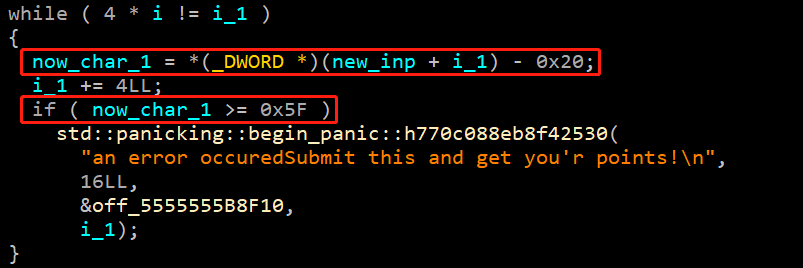 while ( 4 * i != i_1 )
{
now_char_1 = *(_DWORD *)(new_inp + i_1) - 0x20;
i_1 += 4LL;
if ( now_char_1 >= 0x5F )
std::panicking::begin_panic::h770c088eb8f42530(
"an error occuredSubmit this and get you'r points!\n",
16LL,
&off_5555555B8F10,
i_1);
}